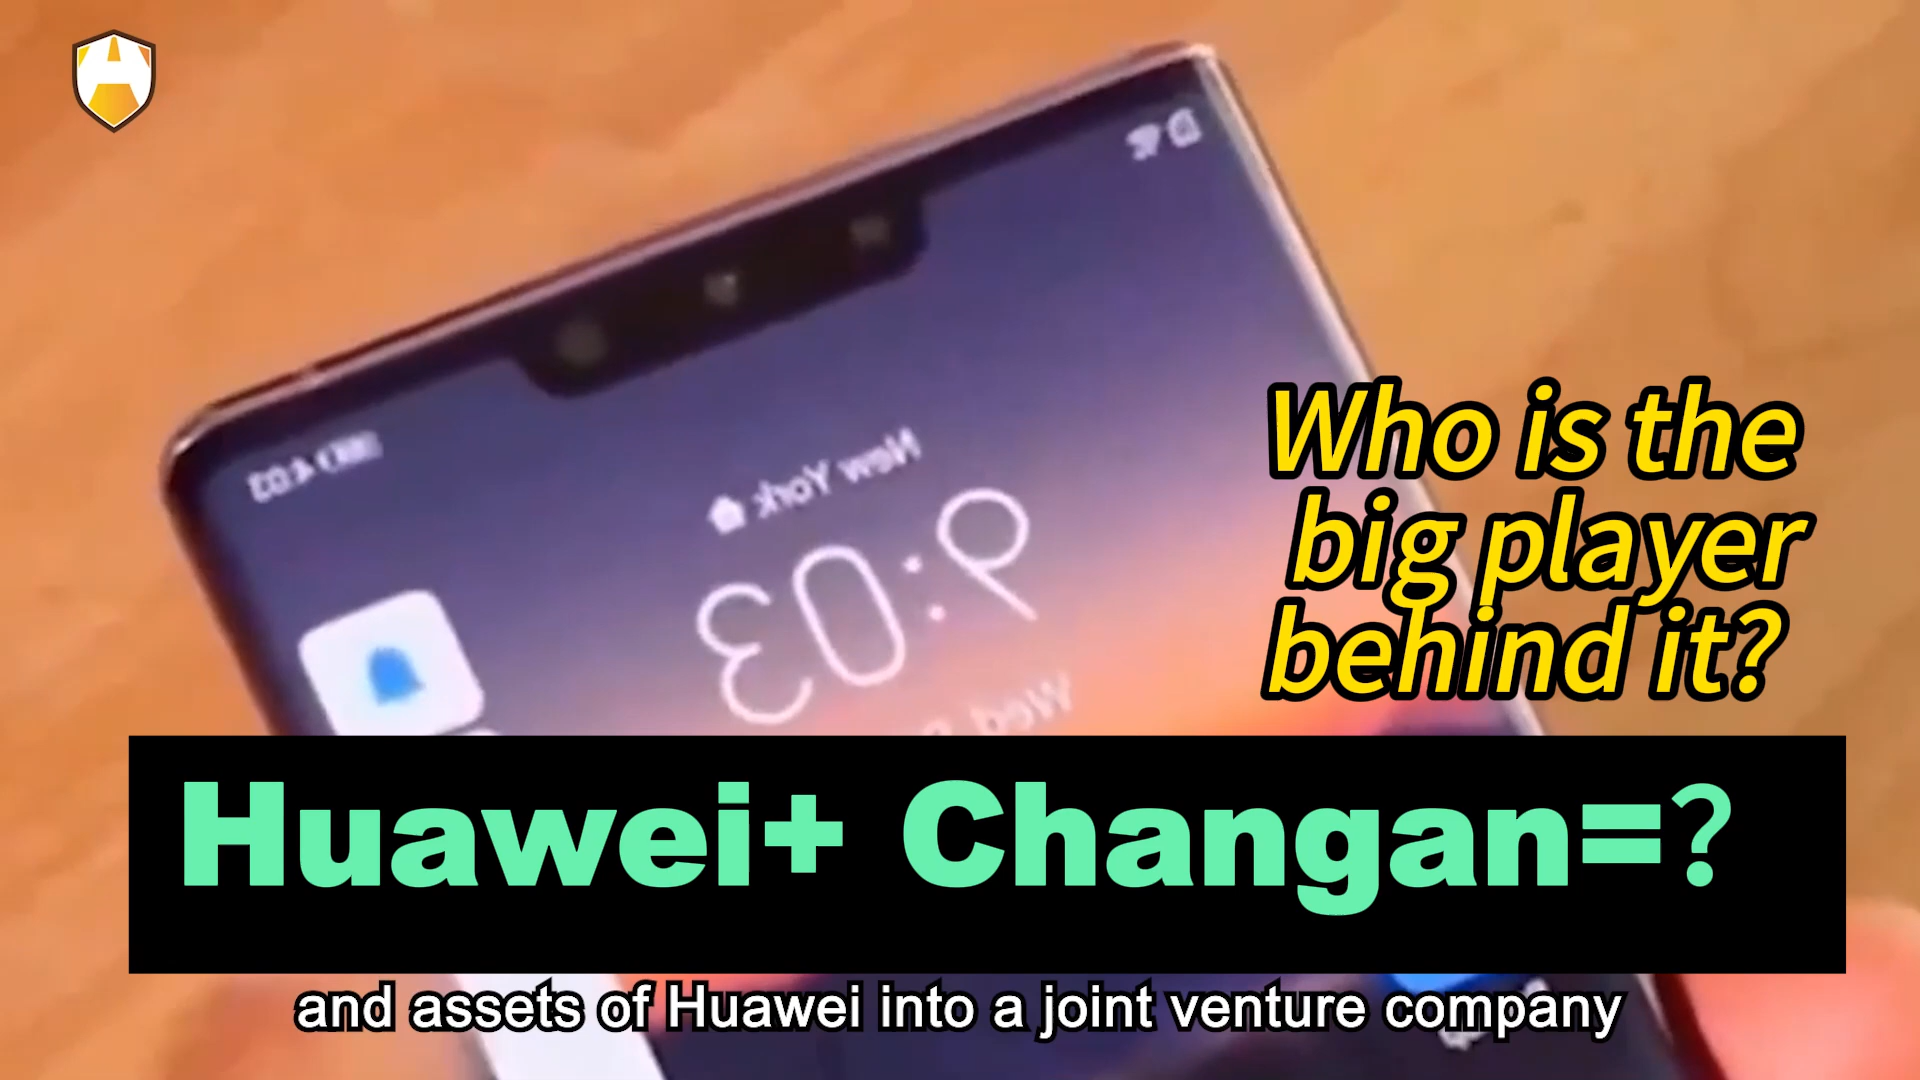 New York
9:03
Wed
Who is the
big player
behind it?
Huawei+ Changan=?
and assets of Huawei into a joint venture company